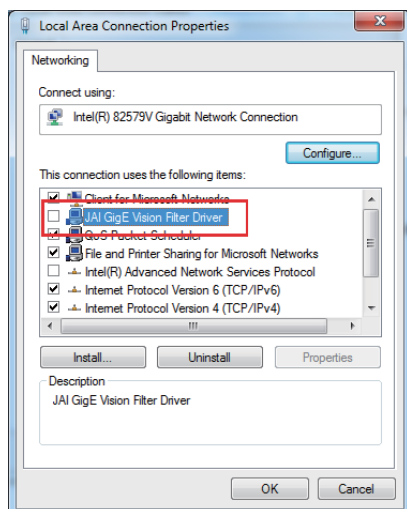 Local Area Connection Properties
Networking
Connect using:
Intel(R) 82579V Gigabit Network Connection
Configure...
This connection uses the following items:
Client for Microsoft Networks
JAI GigE Vision Filter Driver
QoS Packet Scheduler
File and Printer Sharing for Microsoft Networks
Intel(R) Advanced Network Services Protocol
Internet Protocol Version 6 (TCP/IPv6)
Internet Protocol Version 4 (TCP/IPv4)
Install... Uninstall Properties
Description
JAI GigE Vision Filter Driver
OK Cancel